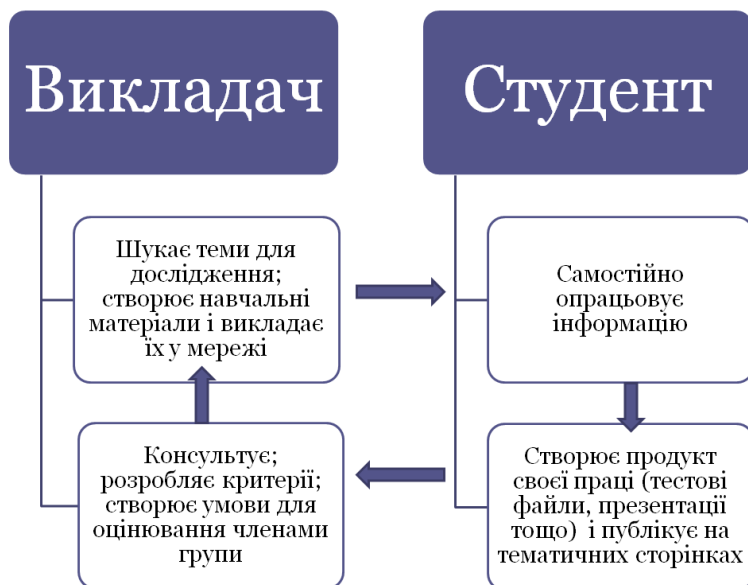 Викладач
Шукає теми для
дослідження;
створює навчальні
матеріали і викладає
їх у мережі
Консультує;
розробляє критерії;
створює умови для
оцінювання членами
групи
Студент
Самостійно
опрацьовує
інформацію
Створює продукт
своєї праці (тестові
файли, презентації
тощо) і публікує на
тематичних сторінках